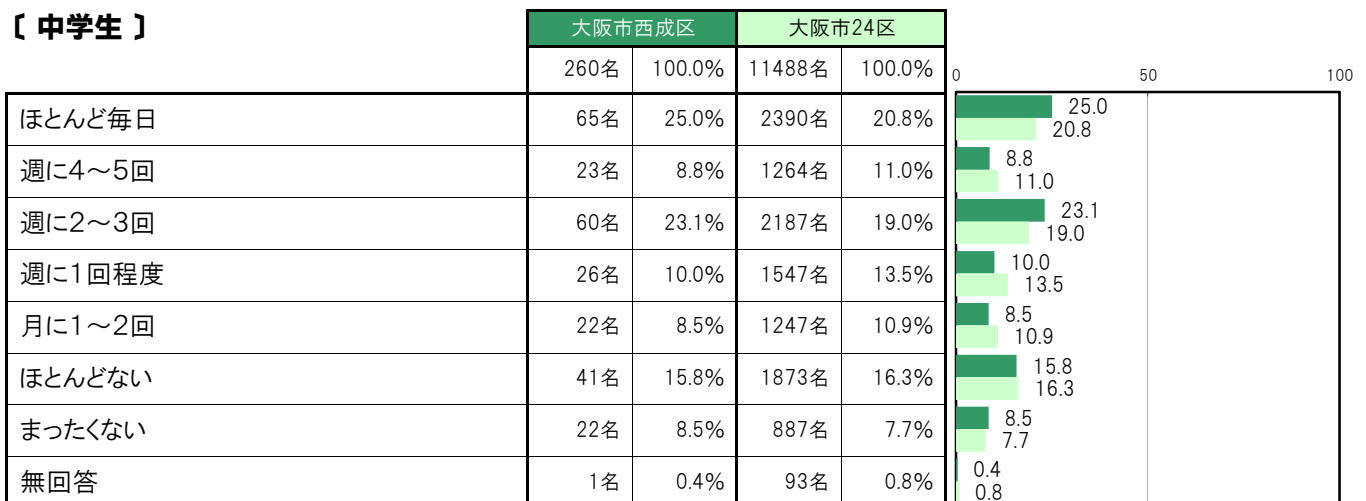 〔 中学生 〕
大阪市西成区 大阪市24区
260名 100.0% 11488名 100.0%
0 50 100
ほとんど毎日 65名 25.0% 2390名 20.8%
25.0
20.8
週に4～5回 23名 8.8% 1264名 11.0%
8.8
11.0
週に2～3回 60名 23.1% 2187名 19.0%
23.1
19.0
週に1回程度 26名 10.0% 1547名 13.5%
10.0
13.5
月に1～2回 22名 8.5% 1247名 10.9%
8.5
10.9
ほとんどない 41名 15.8% 1873名 16.3%
15.8
16.3
まったくない 22名 8.5% 887名 7.7%
8.5
7.7
無回答 1名 0.4% 93名 0.8%
0.4
0.8